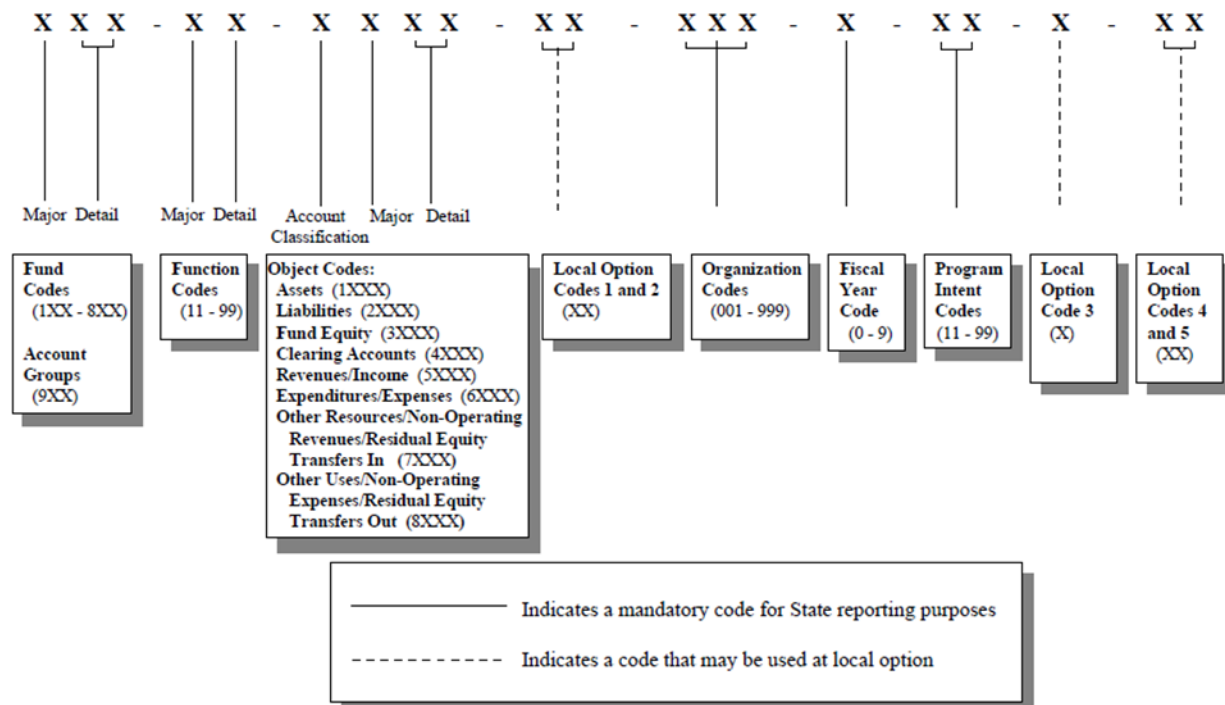 X X X - X X - X X X X - X X - X X X - X - X X - X - X X
Major Detail Major Detail Account Classification Major Detail
Fund
Codes
(1XX - 8XX)
Account
Groups
(9XX)
Function
Codes
(11 - 99)
Object Codes:
Assets (1XXX)
Liabilities (2XXX)
Fund Equity (3XXX)
Clearing Accounts (4XXX)
Revenues/Income (5XXX)
Expenditures/Expenses (6XXX)
Other Resources/Non-Operating
Revenues/Residual Equity
Transfers In (7XXX)
Other Uses/Non-Operating
Expenses/Residual Equity
Transfers Out (8XXX)
Local Option
Codes 1 and 2
(XX)
Organization
Codes
(001 - 999)
Fiscal
Year
Code
(0 - 9)
Program
Intent
Codes
(11 - 99)
Local
Option
Code 3
(X)
Local
Option
Codes 4
and 5
(XX)
Indicates a mandatory code for State reporting purposes
Indicates a code that may be used at local option